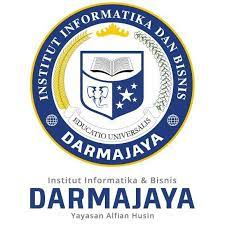 INSTITUT INFORMATIKA DAN BISNIS
EDUCATIO UNIVERSALIS
DARMAJAYA
Institut Informatika & Bisnis
DARMAJAYA
Yayasan Alfian Husin